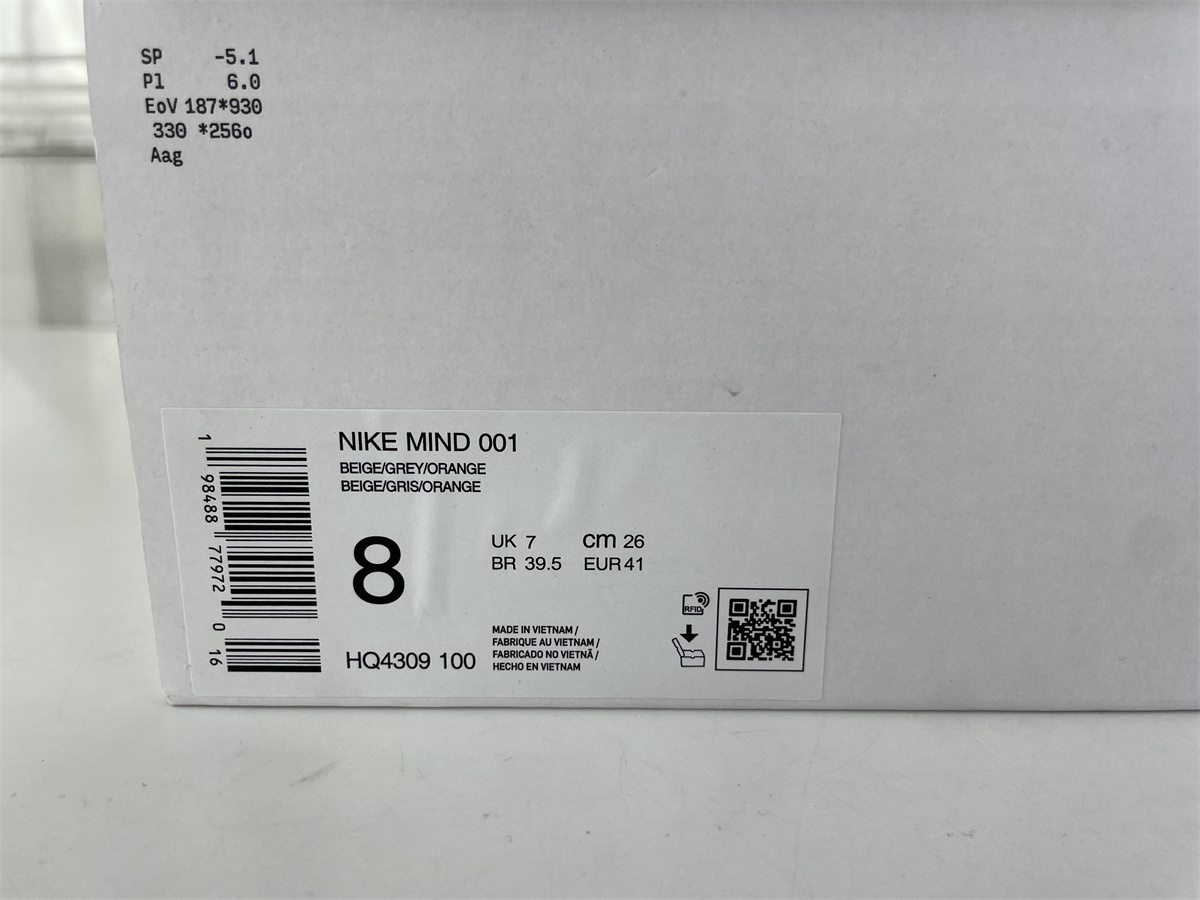 SP -5.1
Pl 6.0
EoV 187*930
330 *256o
Aag
NIKE MIND 001
BEIGE/GREY/ORANGE
BEIGE/GRIS/ORANGE
8
UK 7 cm 26
BR 39.5 EUR 41
HQ4309 100
MADE IN VIETNAM /
FABRIQUE AU VIETNAM /
FABRICADO NO VIETNÃ /
HECHO EN VIETNAM
RFID
1 98488 77972 0 16